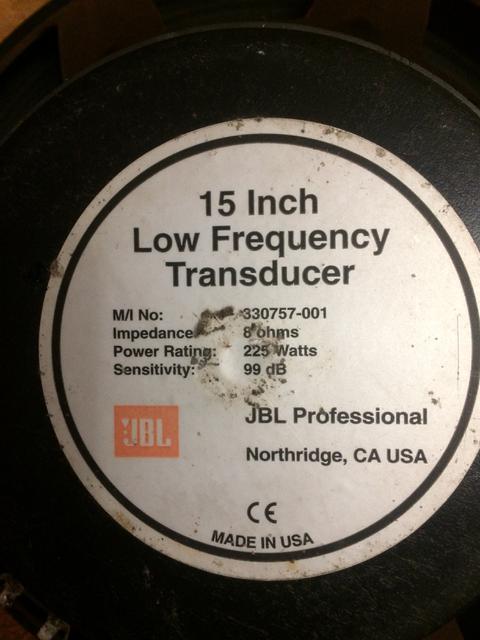 15 Inch
Low Frequency
Transducer
M/I No: 330757-001
Impedance: 8 ohms
Power Rating: 225 Watts
Sensitivity: 99 dB
JBL
JBL Professional
Northridge, CA USA
CE
MADE IN USA